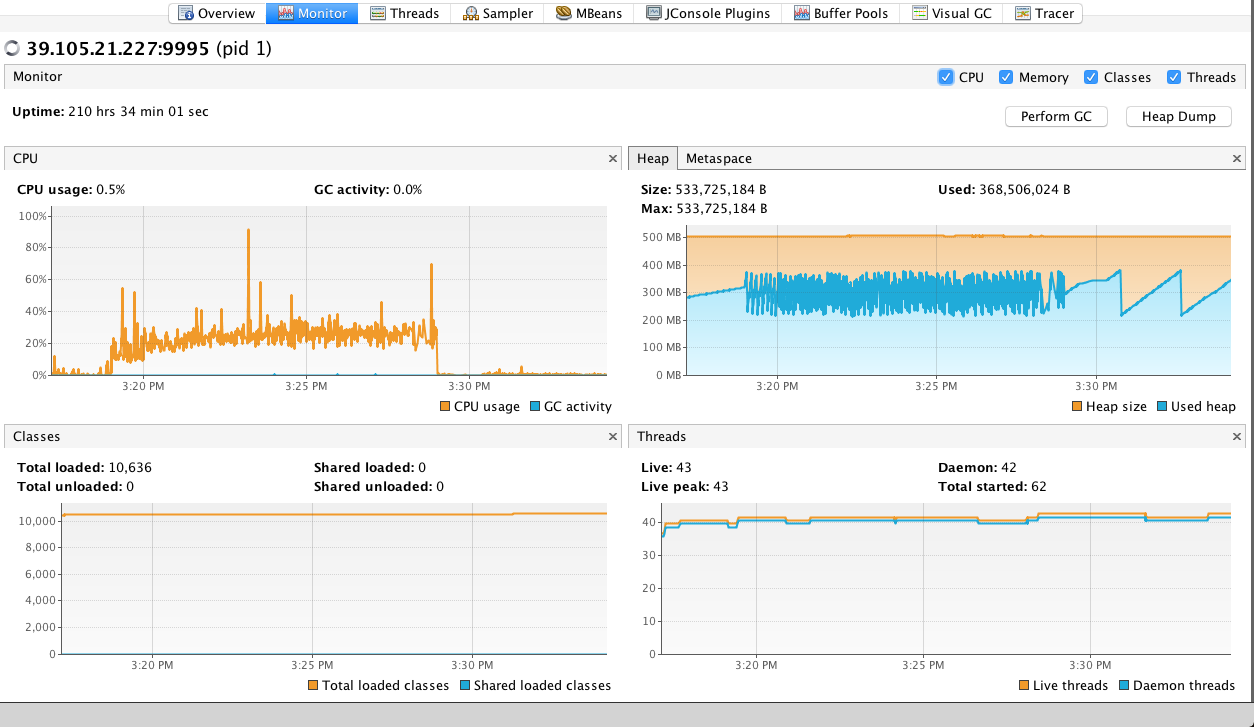 Overview Monitor Threads Sampler MBeans JConsole Plugins Buffer Pools Visual GC Tracer
39.105.21.227:9995 (pid 1)
Monitor
CPU Memory Classes Threads
Uptime: 210 hrs 34 min 01 sec
Perform GC Heap Dump
CPU
CPU usage: 0.5% GC activity: 0.0%
100%
80%
60%
40%
20%
0%
3:20 PM 3:25 PM 3:30 PM
CPU usage GC activity
Heap Metaspace
Size: 533,725,184 B Used: 368,506,024 B
Max: 533,725,184 B
500 MB
400 MB
300 MB
200 MB
100 MB
0 MB
3:20 PM 3:25 PM 3:30 PM
Heap size Used heap
Classes
Total loaded: 10,636 Shared loaded: 0
Total unloaded: 0 Shared unloaded: 0
10,000
8,000
6,000
4,000
2,000
0
3:20 PM 3:25 PM 3:30 PM
Total loaded classes Shared loaded classes
Threads
Live: 43 Daemon: 42
Live peak: 43 Total started: 62
40
30
20
10
0
3:20 PM 3:25 PM 3:30 PM
Live threads Daemon threads